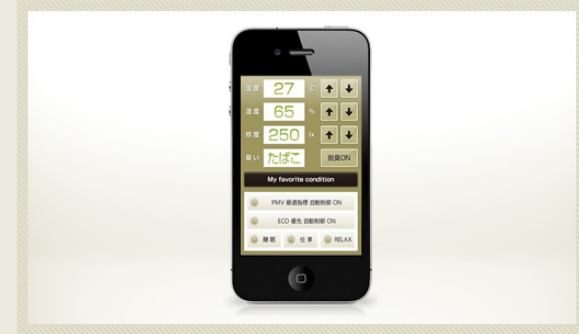 温度 27 ℃
湿度 65 %
照度 250 lx
臭い たばこ 脱臭ON
My favorite condition
PMV 最適指標 自動制御 ON
ECO 優先 自動制御 ON
睡眠 仕事 RELAX